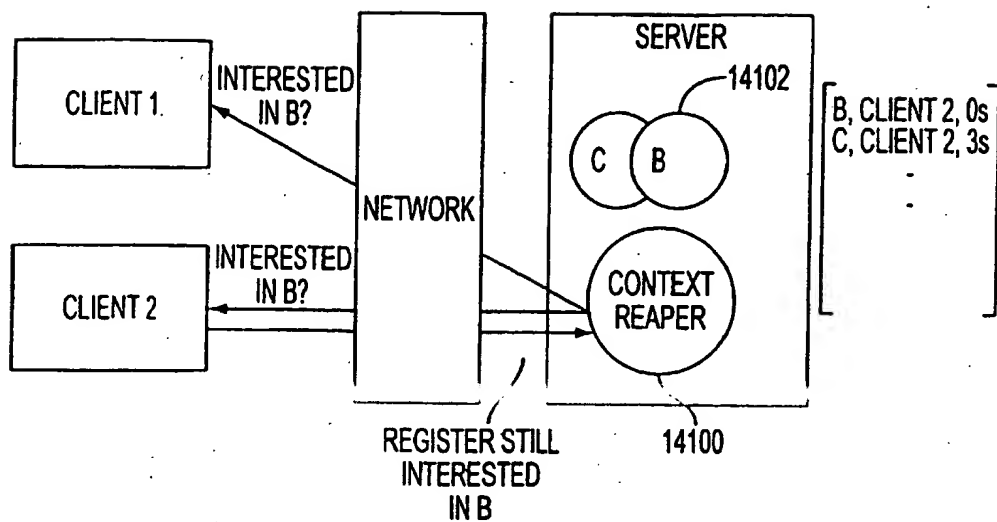 SERVER
14102
CLIENT 1.
INTERESTED
IN B?
C
B
B, CLIENT 2, 0s
C, CLIENT 2, 3s
NETWORK
CLIENT 2
INTERESTED
IN B?
CONTEXT
REAPER
REGISTER STILL
INTERESTED
IN B
14100